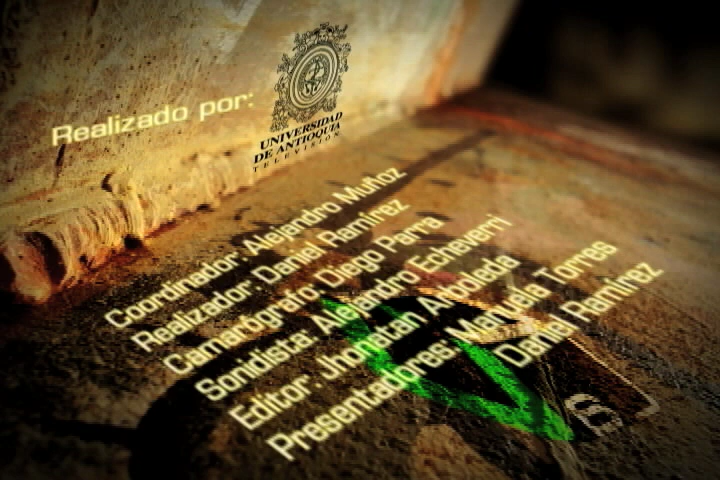 Realizado por:
UNIVERSIDAD
DE ANTIOQUIA
TELEVISIÓN
Coordinador: Alejandro Muñoz
Realizador: Daniel Ramírez
Camarógrafo: Diego Parra
Sonidista: Alejandro Echeverri
Editor: Jhonatan Arboleda
Presentadores: Manuela Torres
Daniel Ramírez